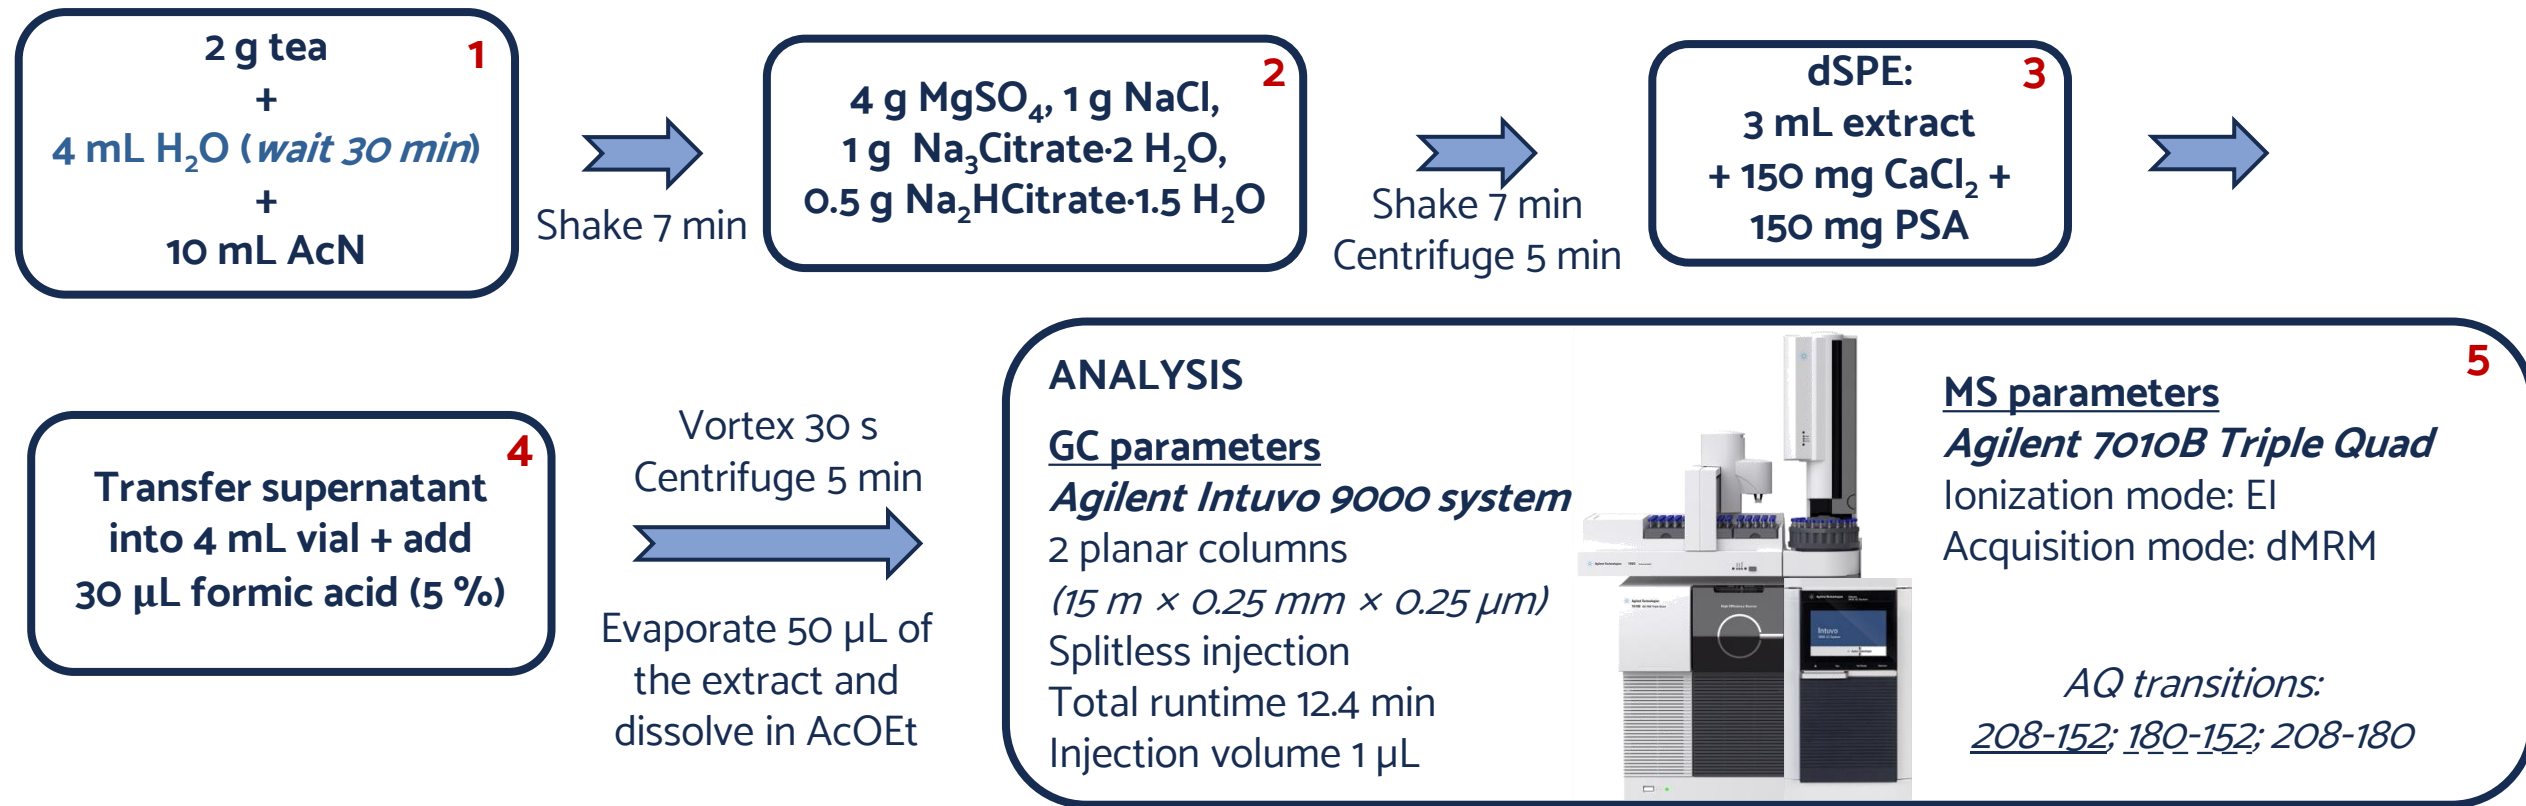 1
2 g tea
+
4 mL H₂O (wait 30 min)
+
10 mL AcN
Shake 7 min
2
4 g MgSO₄, 1 g NaCl,
1 g Na₃Citrate·2 H₂O,
0.5 g Na₂HCitrate·1.5 H₂O
Shake 7 min
Centrifuge 5 min
3
dSPE:
3 mL extract
+ 150 mg CaCl₂ +
150 mg PSA
4
Transfer supernatant
into 4 mL vial + add
30 µL formic acid (5 %)
Vortex 30 s
Centrifuge 5 min
Evaporate 50 µL of
the extract and
dissolve in AcOEt
5
ANALYSIS
GC parameters
Agilent Intuvo 9000 system
2 planar columns
(15 m × 0.25 mm × 0.25 µm)
Splitless injection
Total runtime 12.4 min
Injection volume 1 µL
Intuvo
MS parameters
Agilent 7010B Triple Quad
Ionization mode: EI
Acquisition mode: dMRM
AQ transitions:
208-152; 180-152; 208-180